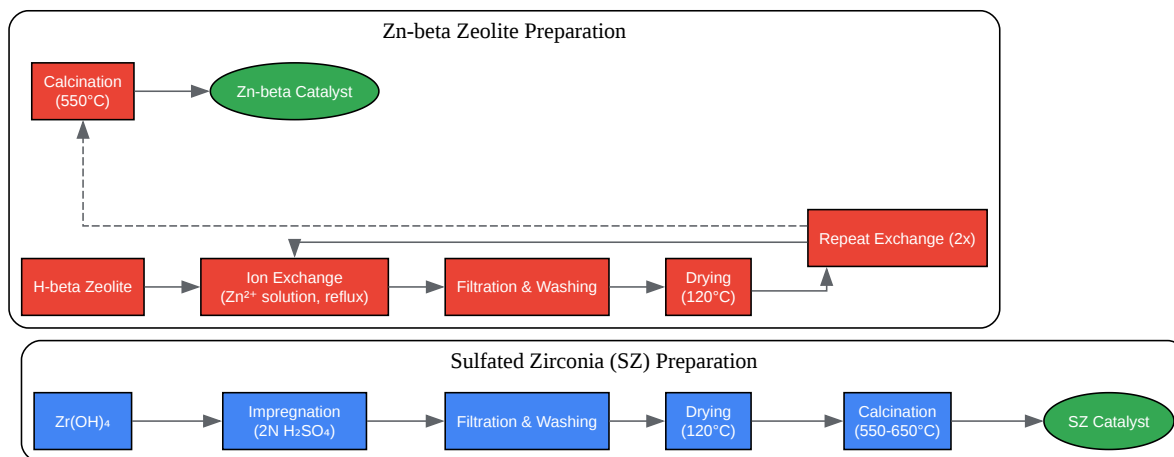 Zn-beta Zeolite Preparation
Calcination
(550°C)
Zn-beta Catalyst
Repeat Exchange (2x)
H-beta Zeolite
Ion Exchange
(Zn²⁺ solution, reflux)
Filtration & Washing
Drying
(120°C)
Sulfated Zirconia (SZ) Preparation
Zr(OH)₄
Impregnation
(2N H₂SO₄)
Filtration & Washing
Drying
(120°C)
Calcination
(550-650°C)
SZ Catalyst